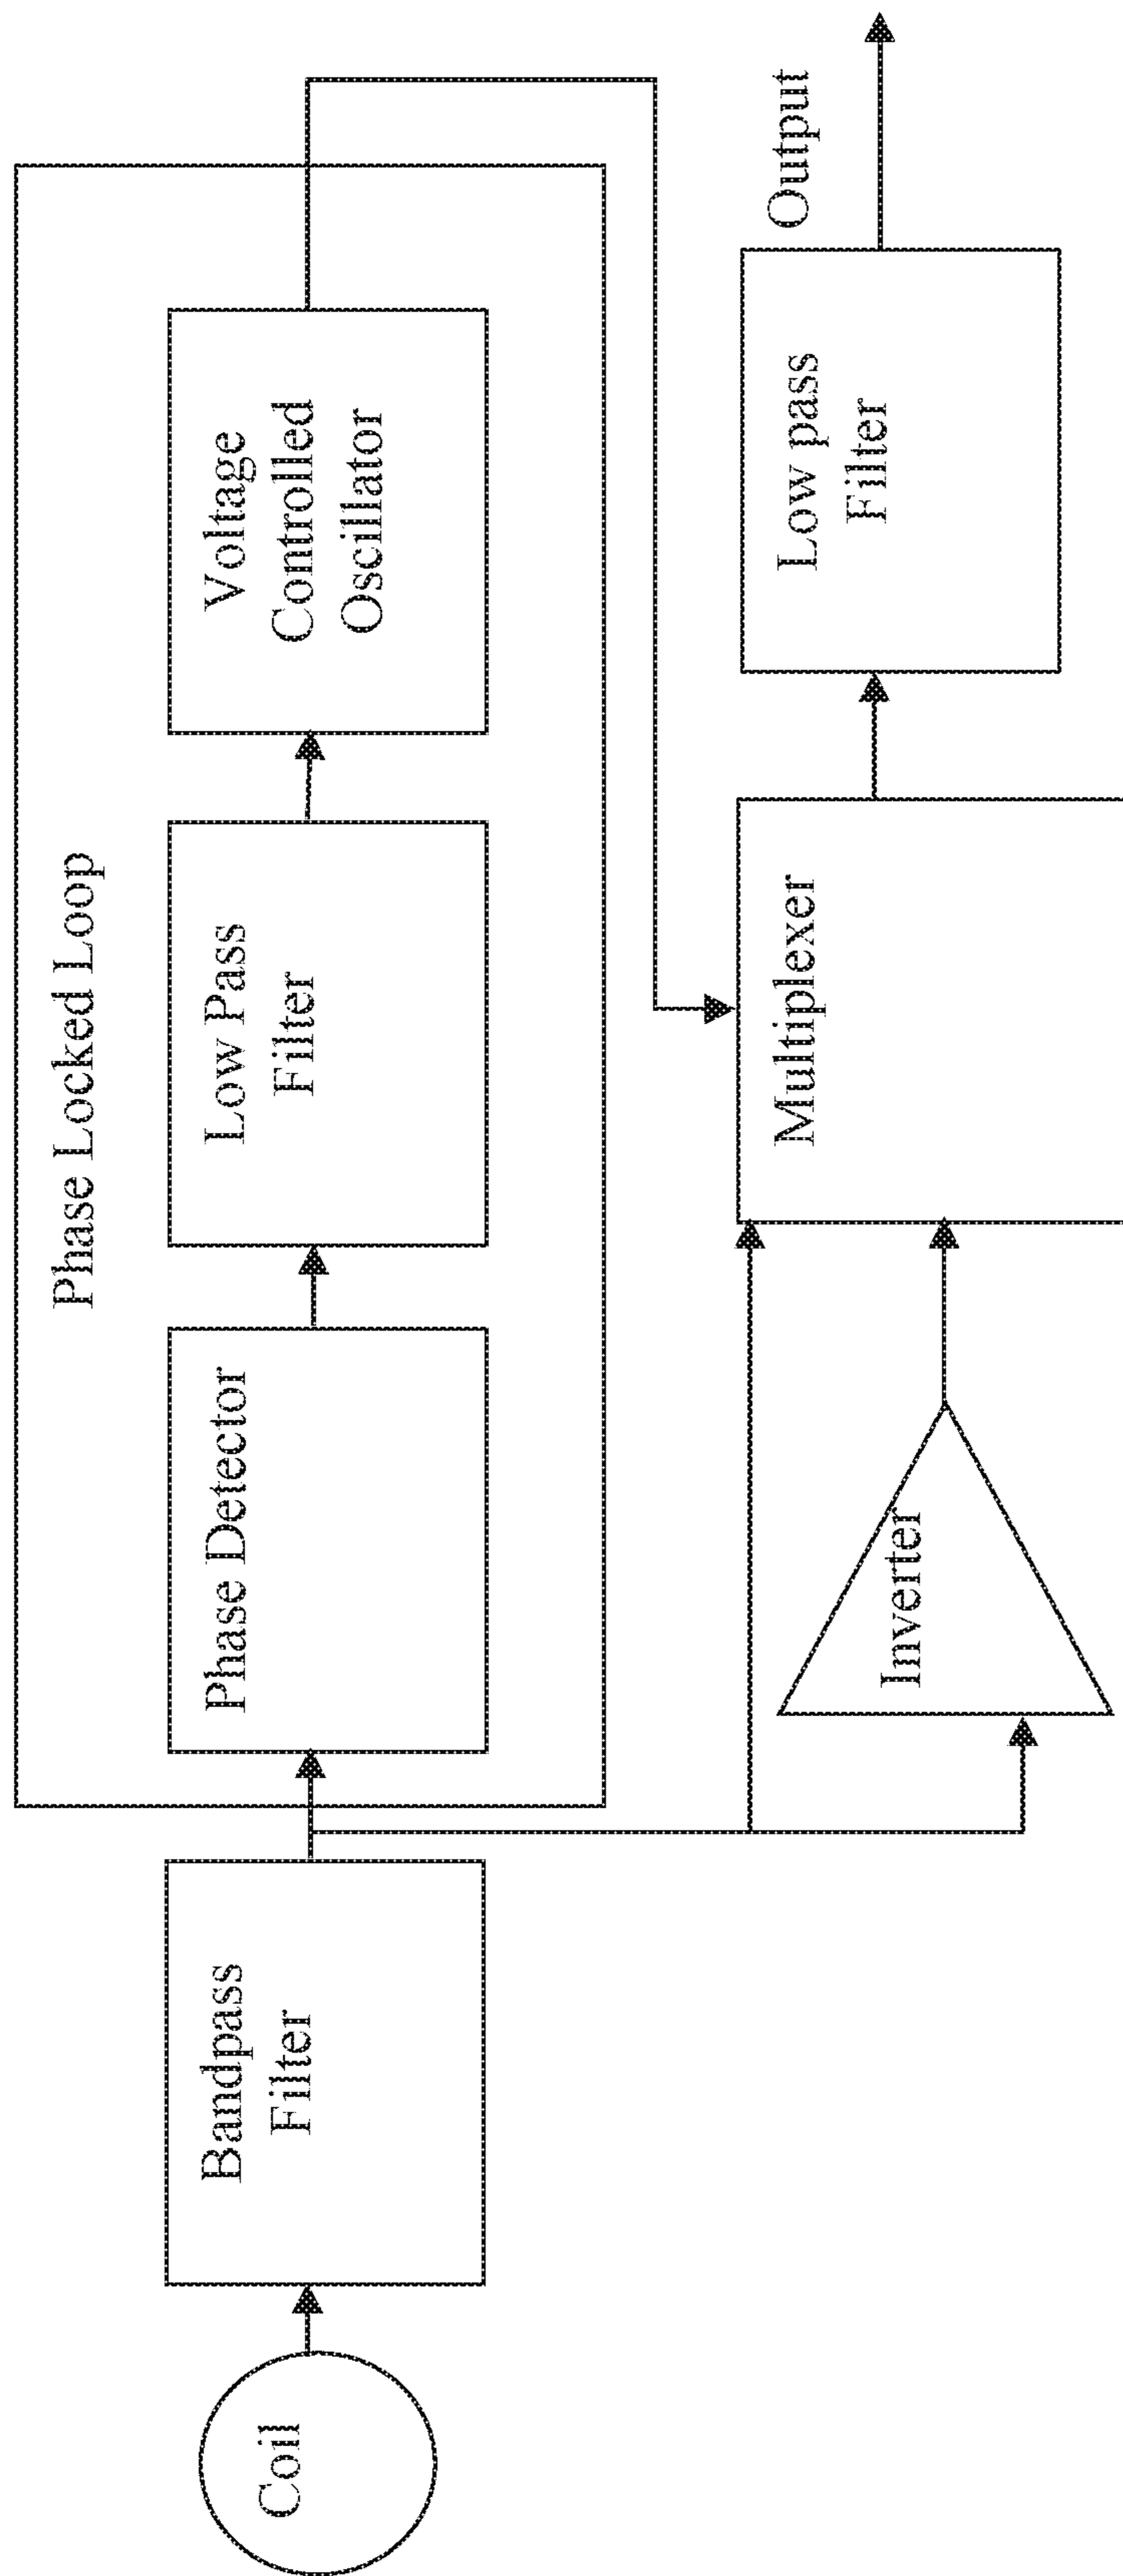 Phase Locked Loop
Coil
Bandpass
Filter
Phase Detector
Low Pass
Filter
Voltage
Controlled
Oscillator
Inverter
Multiplexer
Low pass
Filter
Output